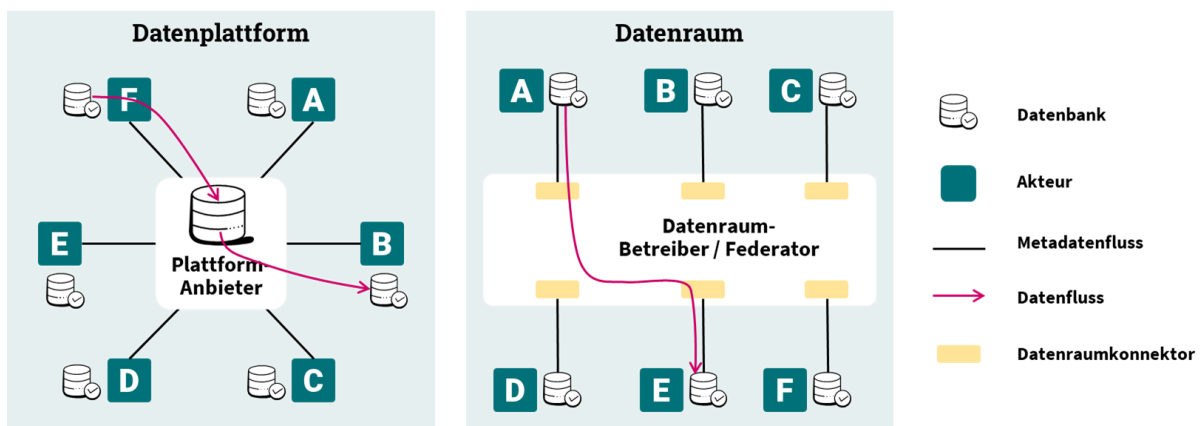 Datenplattform
F
A
E
B
Plattform-
Anbieter
D
C
Datenraum
A
B
C
Datenraum-
Betreiber / Federator
D
E
F
Datenbank
Akteur
Metadatenfluss
Datenfluss
Datenraumkonnektor